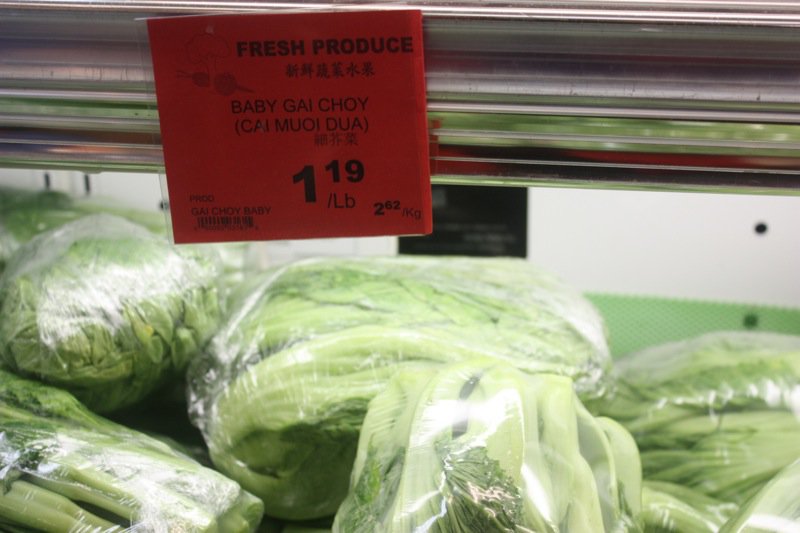 FRESH PRODUCE
新鮮蔬菜水果
BABY GAI CHOY
(CAI MUOI DUA)
細芥菜
1 19 /Lb
PROD
GAI CHOY BABY
2 62 /Kg